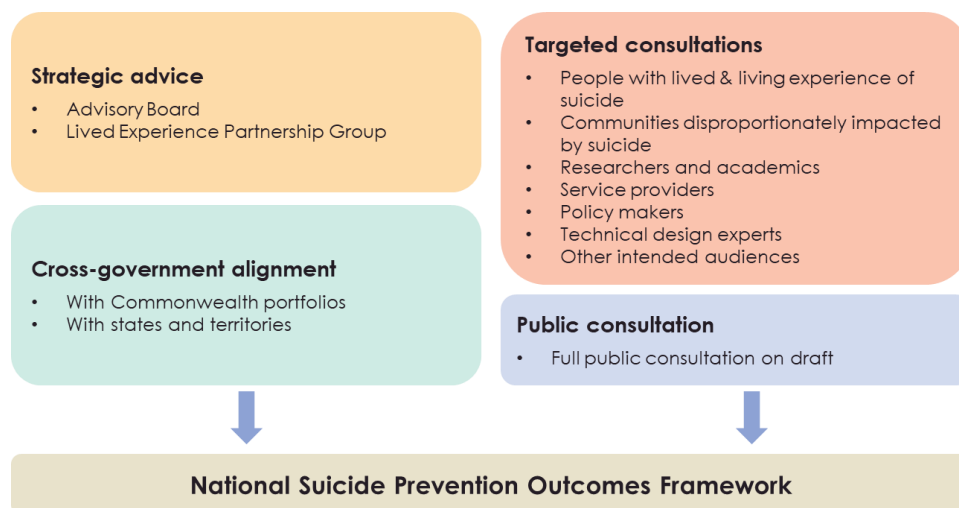 Strategic advice
• Advisory Board
• Lived Experience Partnership Group
Cross-government alignment
• With Commonwealth portfolios
• With states and territories
Targeted consultations
• People with lived & living experience of
suicide
• Communities disproportionately impacted
by suicide
• Researchers and academics
• Service providers
• Policy makers
• Technical design experts
• Other intended audiences
Public consultation
• Full public consultation on draft
National Suicide Prevention Outcomes Framework